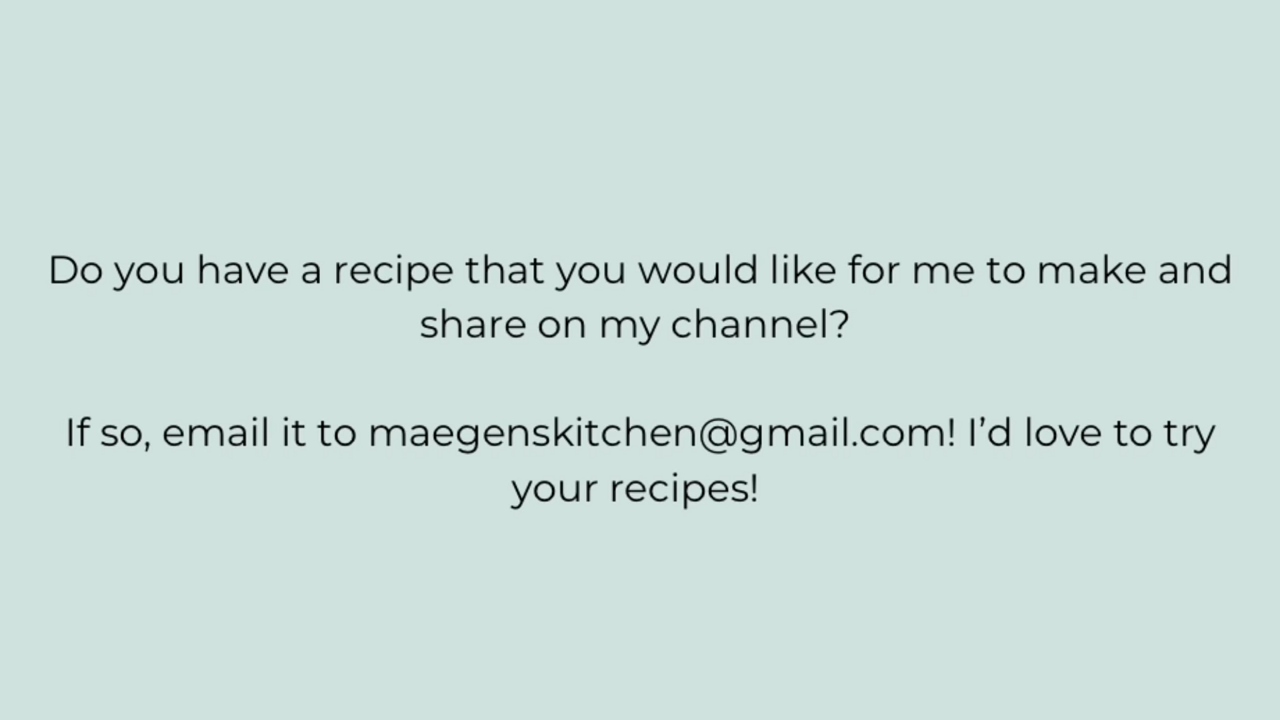 Do you have a recipe that you would like for me to make and
share on my channel?
If so, email it to maegenskitchen@gmail.com! I’d love to try
your recipes!